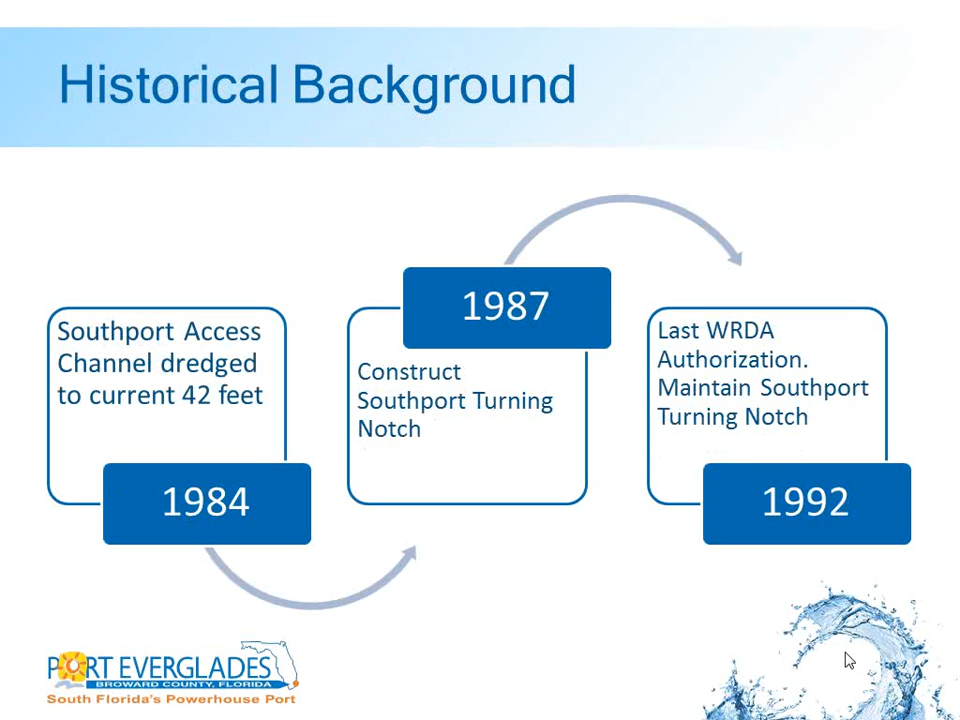 Historical Background
Southport Access
Channel dredged
to current 42 feet
1984
1987
Construct
Southport Turning
Notch
Last WRDA
Authorization.
Maintain Southport
Turning Notch
1992
PORT EVERGLADES
BROWARD COUNTY, FLORIDA
South Florida's Powerhouse Port